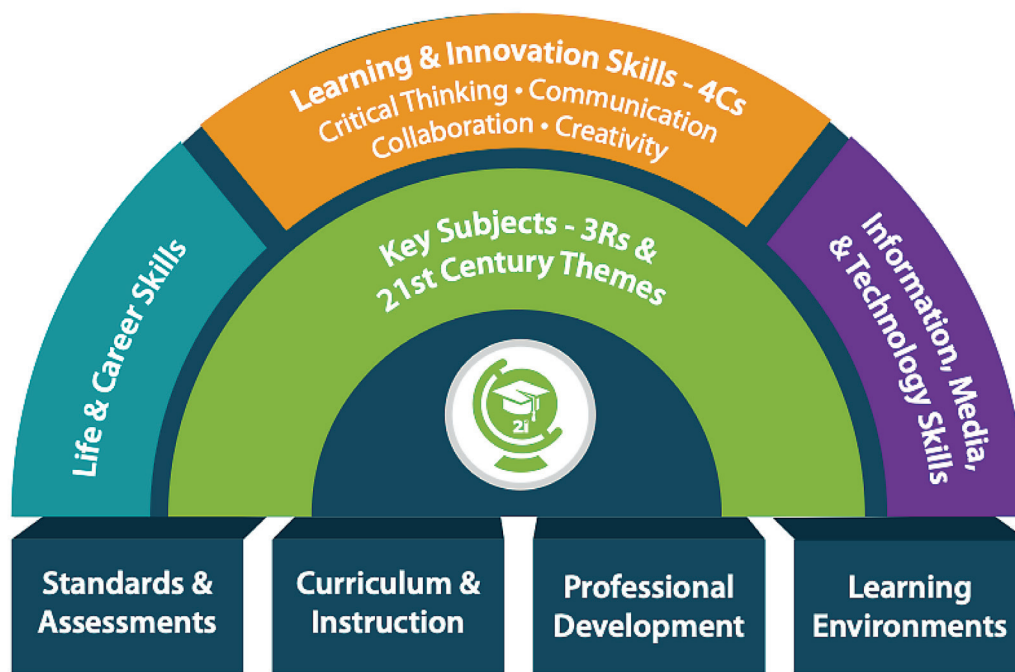 Learning & Innovation Skills - 4Cs
Critical Thinking • Communication
Collaboration • Creativity
Life & Career Skills
Key Subjects - 3Rs &
21st Century Themes
Information, Media,
& Technology Skills
2i
Standards &
Assessments
Curriculum &
Instruction
Professional
Development
Learning
Environments